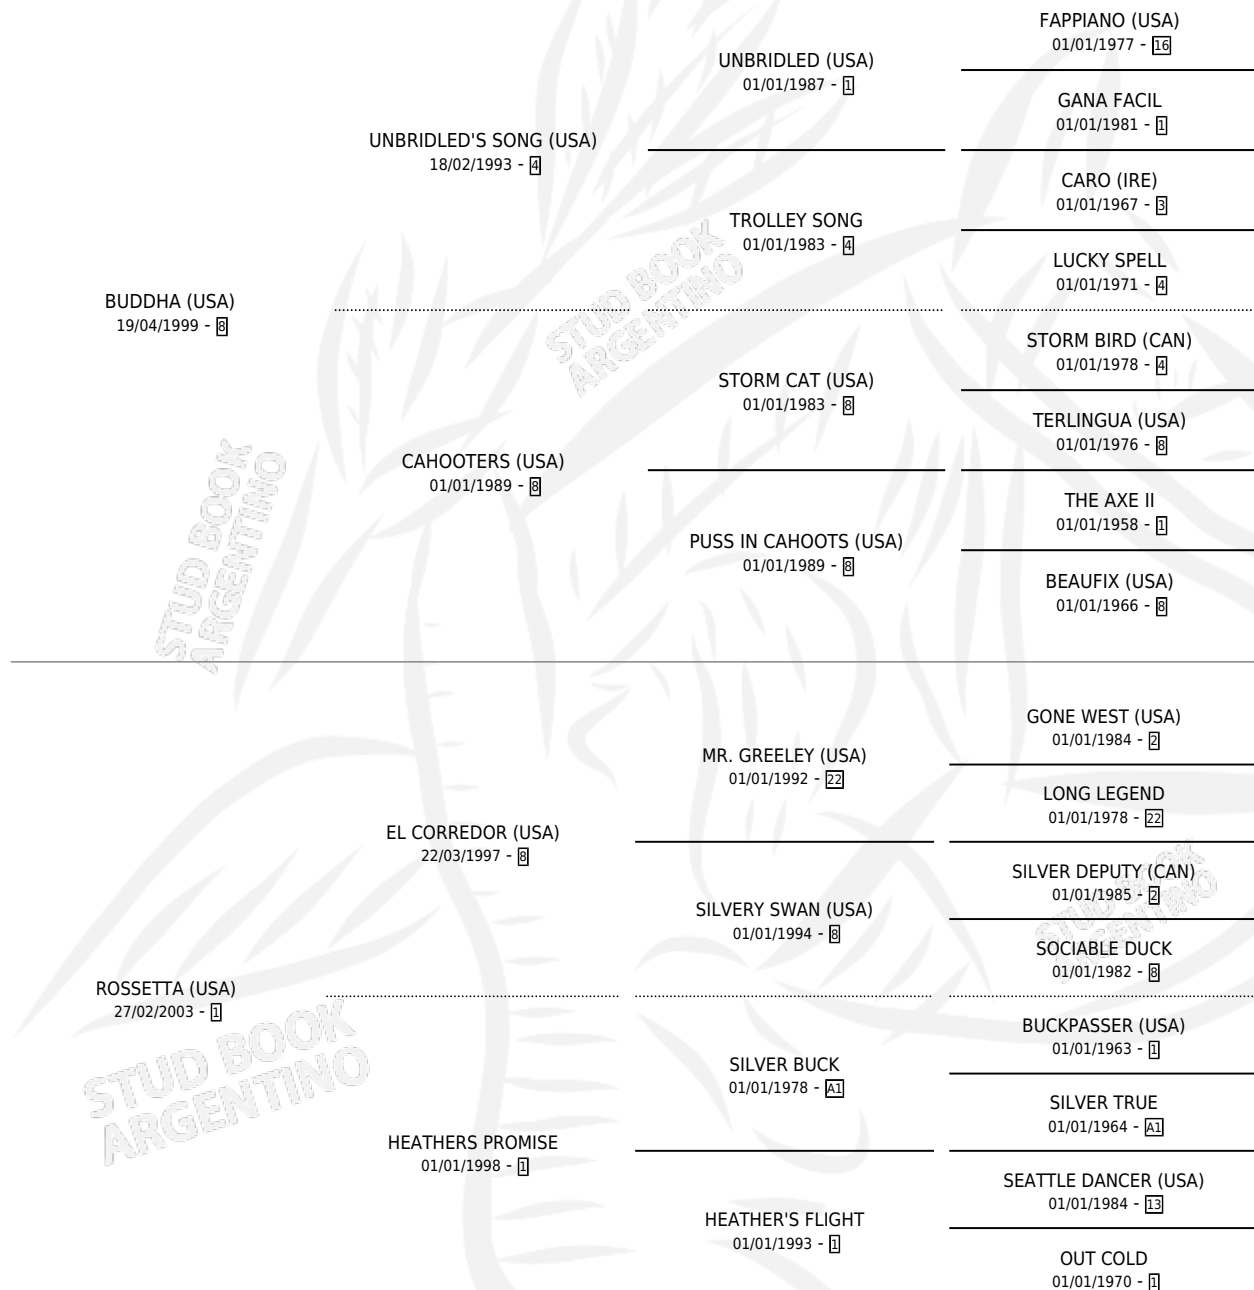 FAPPIANO (USA)
01/01/1977 - 16
UNBRIDLED (USA)
01/01/1987 - 1
GANA FACIL
01/01/1981 - 1
UNBRIDLED'S SONG (USA)
18/02/1993 - 4
CARO (IRE)
01/01/1967 - 3
TROLLEY SONG
01/01/1983 - 4
LUCKY SPELL
01/01/1971 - 4
BUDDHA (USA)
19/04/1999 - 8
STORM BIRD (CAN)
01/01/1978 - 4
STORM CAT (USA)
01/01/1983 - 8
TERLINGUA (USA)
01/01/1976 - 8
CAHOOTERS (USA)
01/01/1989 - 8
THE AXE II
01/01/1958 - 1
PUSS IN CAHOOTS (USA)
01/01/1989 - 8
BEAUFIX (USA)
01/01/1966 - 8
GONE WEST (USA)
01/01/1984 - 2
MR. GREELEY (USA)
01/01/1992 - 22
LONG LEGEND
01/01/1978 - 22
EL CORREDOR (USA)
22/03/1997 - 8
SILVER DEPUTY (CAN)
01/01/1985 - 2
SILVERY SWAN (USA)
01/01/1994 - 8
SOCIABLE DUCK
01/01/1982 - 8
ROSSETTA (USA)
27/02/2003 - 1
BUCKPASSER (USA)
01/01/1963 - 1
SILVER BUCK
01/01/1978 - A1
SILVER TRUE
01/01/1964 - A1
HEATHERS PROMISE
01/01/1998 - 1
SEATTLE DANCER (USA)
01/01/1984 - 13
HEATHER'S FLIGHT
01/01/1993 - 1
OUT COLD
01/01/1970 - 1
STUD BOOK
ARGENTINO
STUD BOOK
ARGENTINO
STUD BOOK
ARGENTINO
STUD BOOK
ARGENTINO